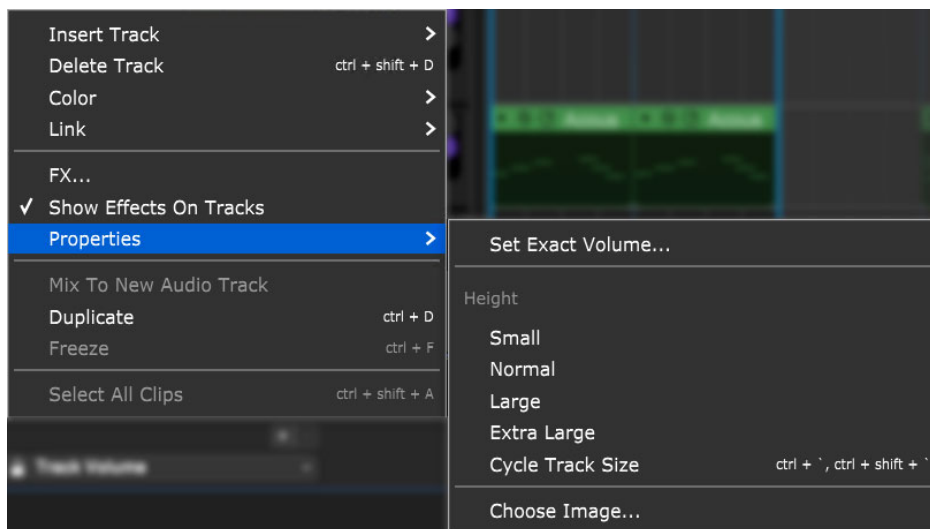 Insert Track
Delete Track ctrl + shift + D
Color
Link
FX...
Show Effects On Tracks
Properties
Mix To New Audio Track
Duplicate ctrl + D
Freeze ctrl + F
Select All Clips ctrl + shift + A
Track Volume
Set Exact Volume...
Height
Small
Normal
Large
Extra Large
Cycle Track Size ctrl + `, ctrl + shift + `
Choose Image...